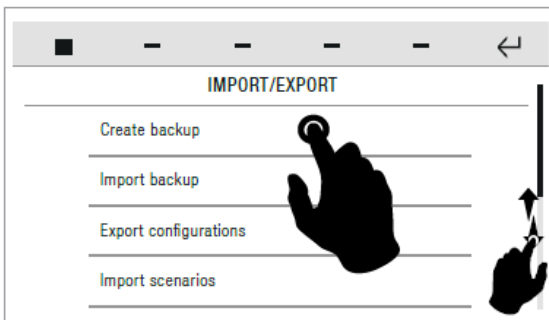 IMPORT/EXPORT
Create backup
Import backup
Export configurations
Import scenarios